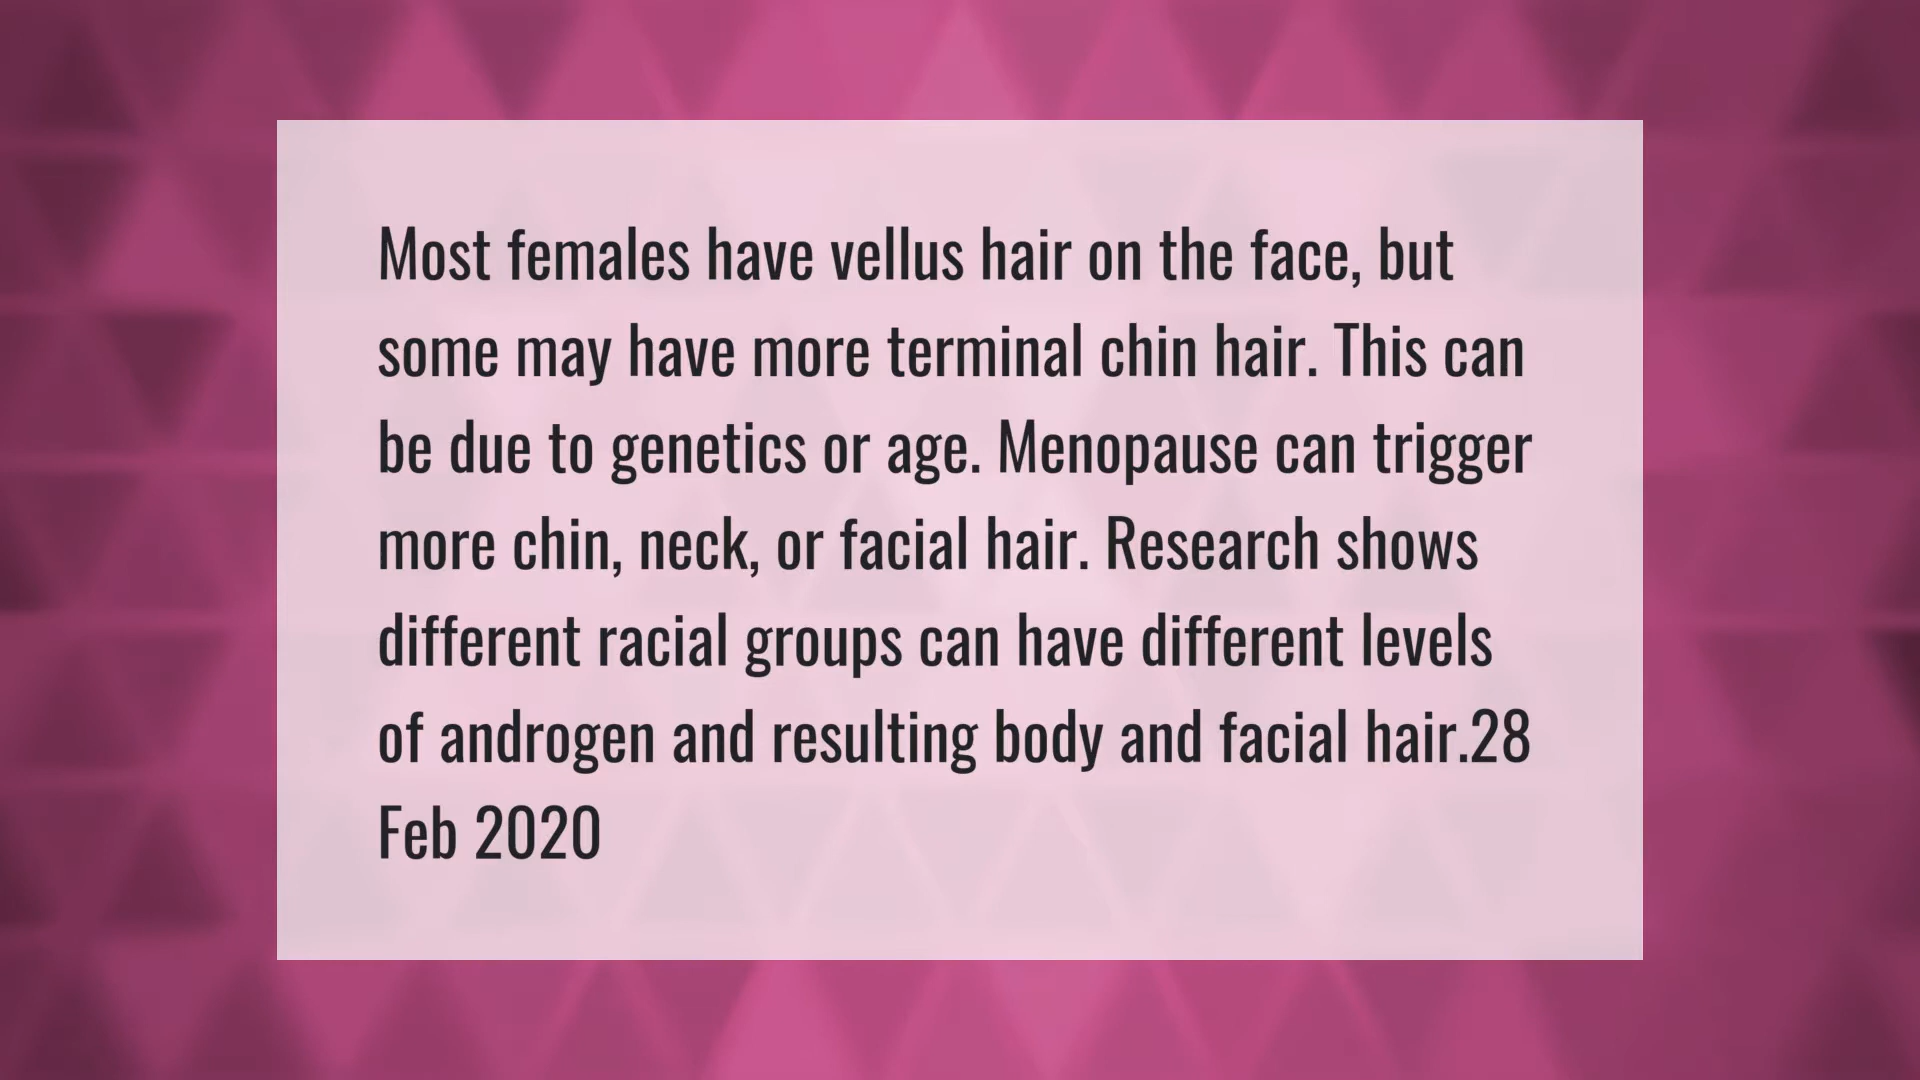 Most females have vellus hair on the face, but
some may have more terminal chin hair. This can
be due to genetics or age. Menopause can trigger
more chin, neck, or facial hair. Research shows
different racial groups can have different levels
of androgen and resulting body and facial hair.28
Feb 2020